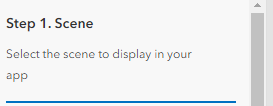 Step 1. Scene
Select the scene to display in your
app